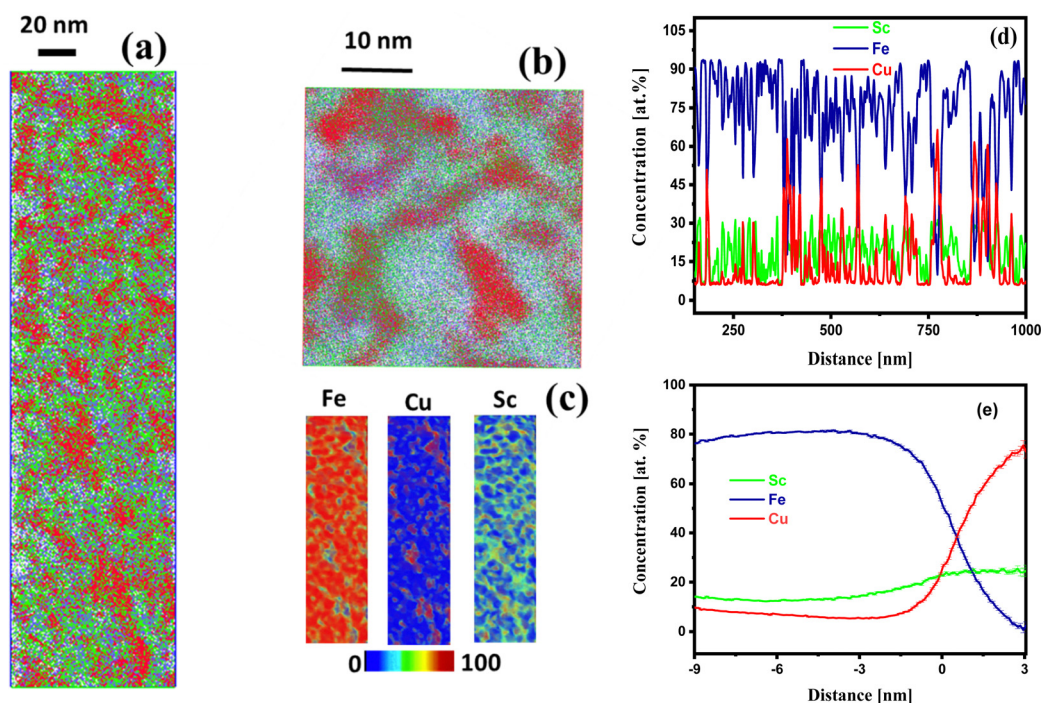 20 nm
(a)
10 nm
(b)
(c)
Fe Cu Sc
0 100
(d)
Sc
Fe
Cu
Concentration [at.%]
105
90
75
60
45
30
15
0
250 500 750 1000
Distance [nm]
(e)
Sc
Fe
Cu
Concentration [at. %]
100
80
60
40
20
0
-9 -6 -3 0 3
Distance [nm]